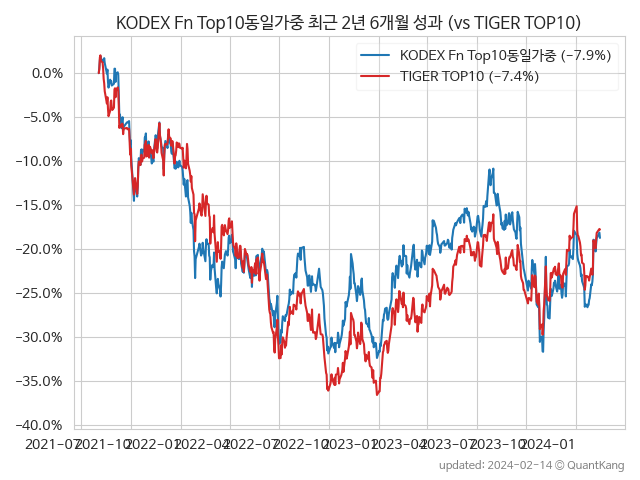 KODEX Fn Top10동일가중 최근 2년 6개월 성과 (vs TIGER TOP10)
KODEX Fn Top10동일가중 (−7.9%)
TIGER TOP10 (−7.4%)
0.0%
−5.0%
−10.0%
−15.0%
−20.0%
−25.0%
−30.0%
−35.0%
−40.0%
2021-07 2021-10 2022-01 2022-04 2022-07 2022-10 2023-01 2023-04 2023-07 2023-10 2024-01
updated: 2024-02-14 © QuantKang